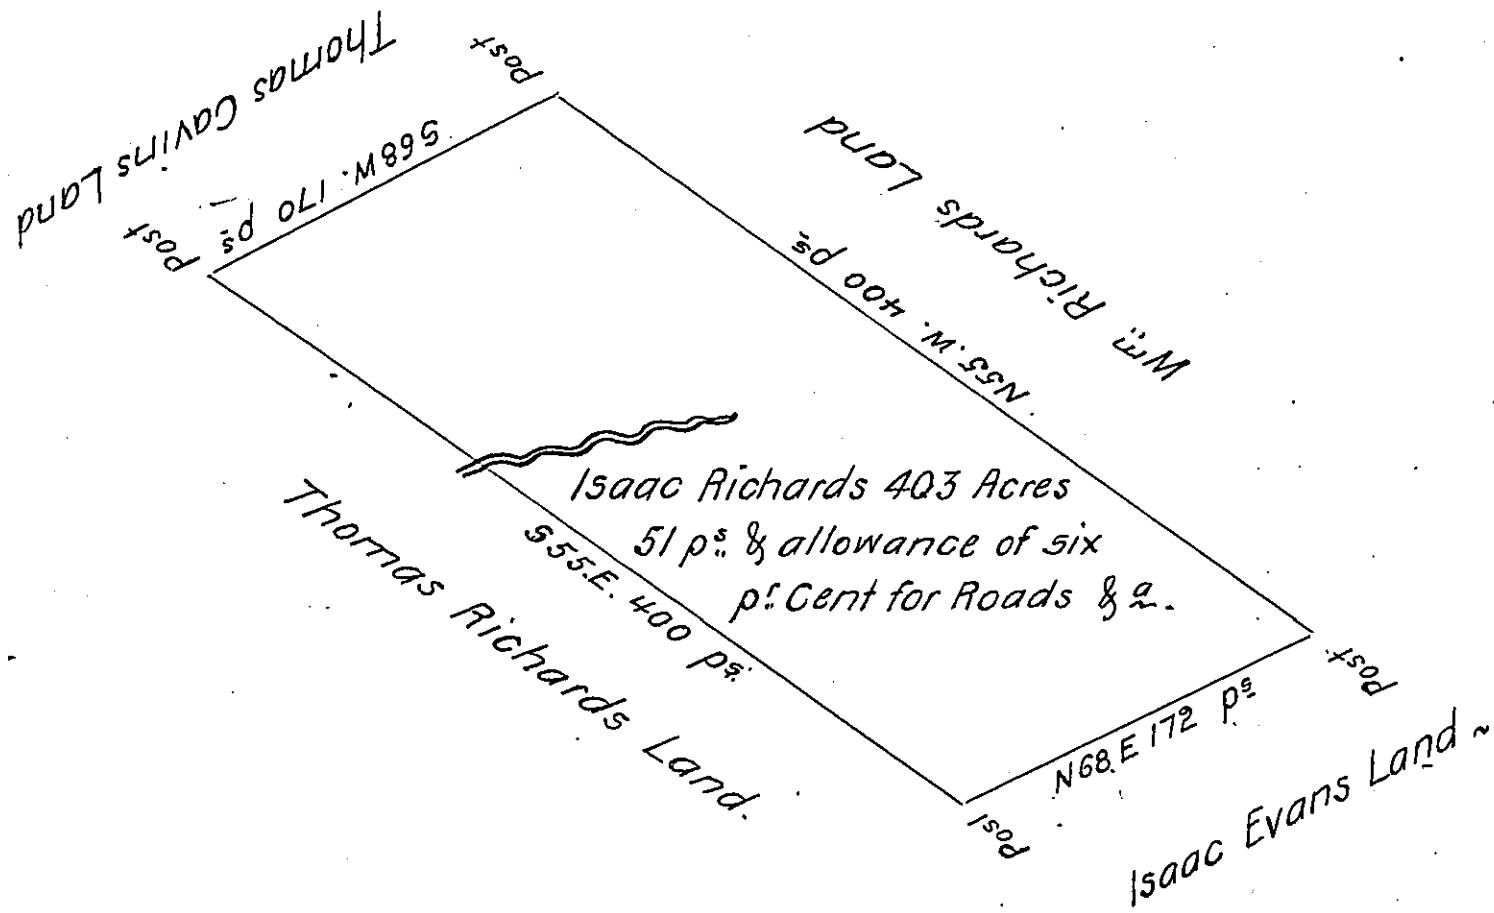 Thomas Gavins Land
Post
S68W. 170 ps
Post
Wm Richards Land
N55.W. 400 ps
Isaac Richards 403 Acres
51 ps. & allowance of six
pr. Cent for Roads & a.
S55.E. 400 ps.
Thomas Richards Land.
N68.E 172 ps
Post
Post
Isaac Evans Land ~